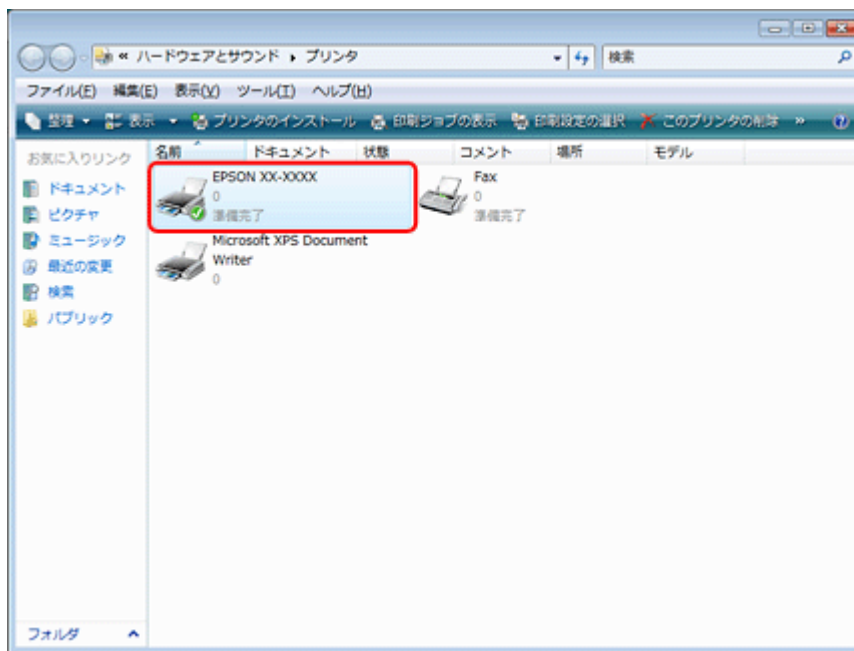 « ハードウェアとサウンド ▸ プリンタ
検索
ファイル(F) 編集(E) 表示(V) ツール(T) ヘルプ(H)
整理 表示 プリンタのインストール 印刷ジョブの表示 印刷設定の選択 このプリンタの削除 »
お気に入りリンク
ドキュメント
ピクチャ
ミュージック
最近の変更
検索
パブリック
名前 ドキュメント 状態 コメント 場所 モデル
EPSON XX-XXXX
0
準備完了
Fax
0
準備完了
Microsoft XPS Document
Writer
0
フォルダ